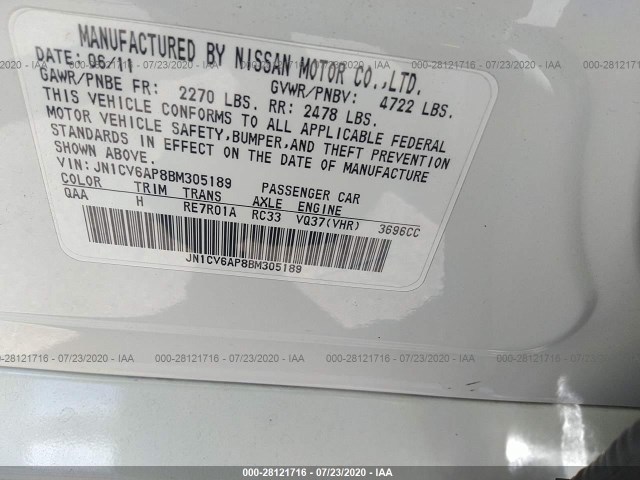 MANUFACTURED BY NISSAN MOTOR CO.,LTD.
DATE: 06/11
GAWR/PNBE FR: 2270 LBS. RR: 2478 LBS. GVWR/PNBV: 4722 LBS.
THIS VEHICLE CONFORMS TO ALL APPLICABLE FEDERAL
MOTOR VEHICLE SAFETY,BUMPER,AND THEFT PREVENTION
STANDARDS IN EFFECT ON THE DATE OF MANUFACTURE
SHOWN ABOVE.
VIN: JN1CV6AP8BM305189 PASSENGER CAR
COLOR TRIM TRANS AXLE ENGINE
QAA H RE7R01A RC33 VQ37(VHR) 3696CC
JN1CV6AP8BM305189
000-28121716 - 07/23/2020 - IAA